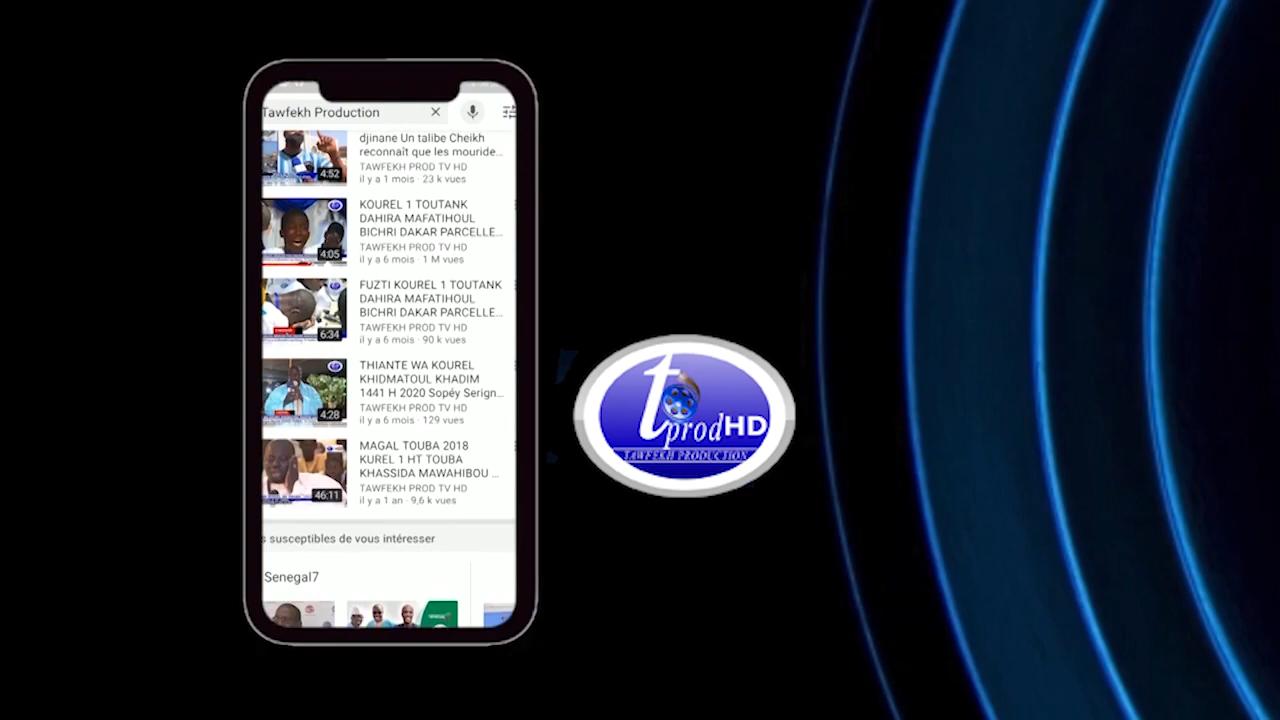 Tawfekh Production
djinane Un talibe Cheikh
reconnaît que les mouride...
TAWFEKH PROD TV HD
il y a 1 mois · 23 k vues
4:52
KOUREL 1 TOUTANK
DAHIRA MAFATIHOUL
BICHRI DAKAR PARCELLE...
TAWFEKH PROD TV HD
il y a 6 mois · 1 M vues
4:05
FUZTI KOUREL 1 TOUTANK
DAHIRA MAFATIHOUL
BICHRI DAKAR PARCELLE...
TAWFEKH PROD TV HD
il y a 6 mois · 90 k vues
6:34
THIANTE WA KOUREL
KHIDMATOUL KHADIM
1441 H 2020 Sopéy Serign...
TAWFEKH PROD TV HD
il y a 6 mois · 129 vues
4:28
MAGAL TOUBA 2018
KUREL 1 HT TOUBA
KHASSIDA MAWAHIBOU ...
TAWFEKH PROD TV HD
il y a 1 an · 9,6 k vues
46:11
s susceptibles de vous intéresser
Senegal7
tprodHD
TAWFEKH PRODUCTION